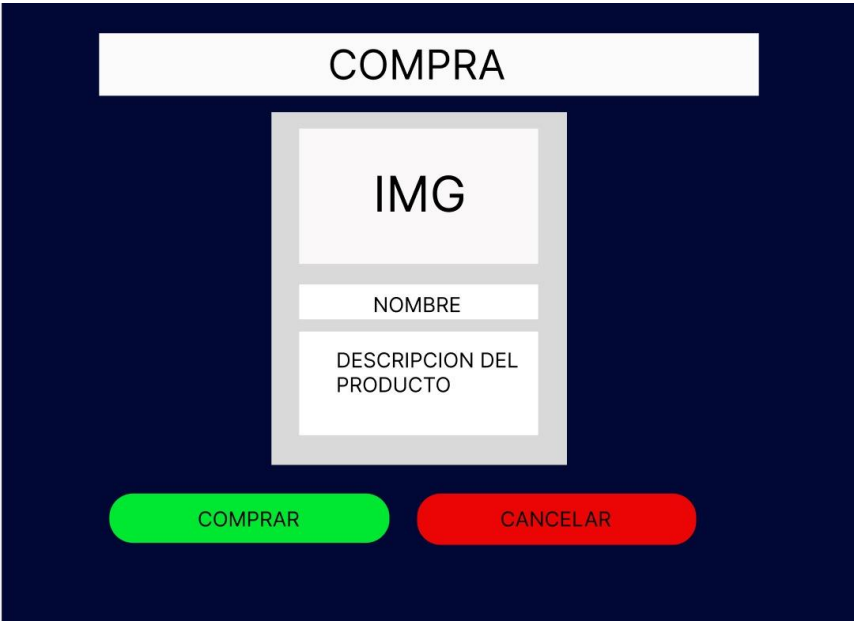 COMPRA
IMG
NOMBRE
DESCRIPCION DEL
PRODUCTO
COMPRAR
CANCELAR